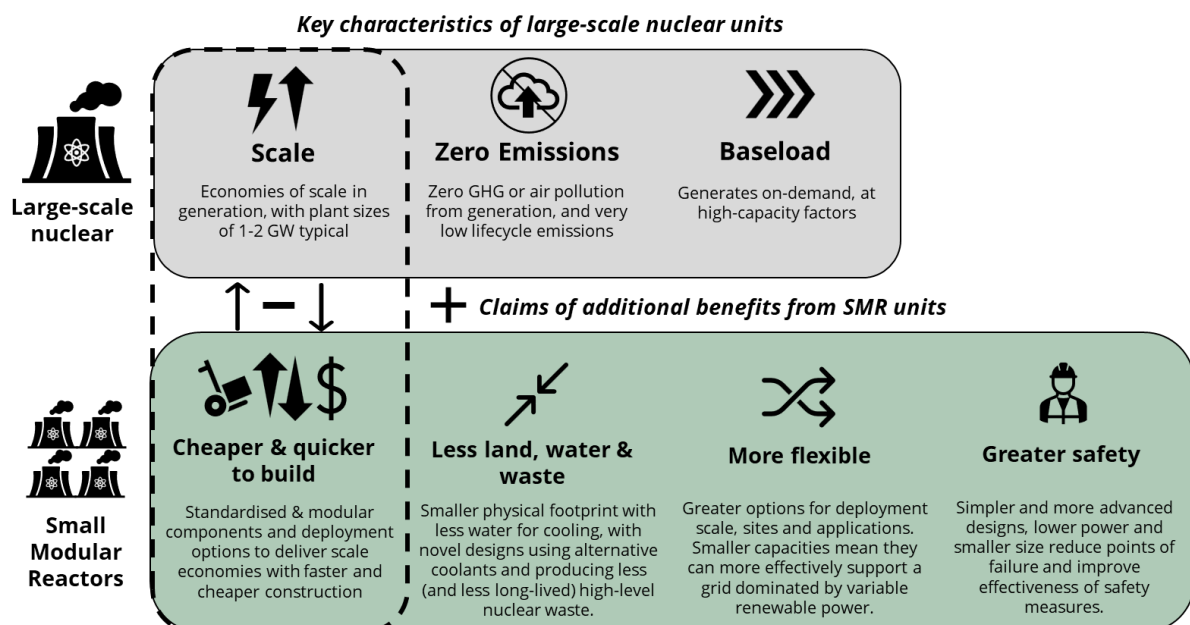 Key characteristics of large-scale nuclear units
Large-scale
nuclear
Scale
Economies of scale in
generation, with plant sizes
of 1-2 GW typical
Zero Emissions
Zero GHG or air pollution
from generation, and very
low lifecycle emissions
Baseload
Generates on-demand, at
high-capacity factors
Claims of additional benefits from SMR units
Small
Modular
Reactors
Cheaper & quicker
to build
Standardised & modular
components and deployment
options to deliver scale
economies with faster and
cheaper construction
Less land, water &
waste
Smaller physical footprint with
less water for cooling, with
novel designs using alternative
coolants and producing less
(and less long-lived) high-level
nuclear waste.
More flexible
Greater options for deployment
scale, sites and applications.
Smaller capacities mean they
can more effectively support a
grid dominated by variable
renewable power.
Greater safety
Simpler and more advanced
designs, lower power and
smaller size reduce points of
failure and improve
effectiveness of safety
measures.